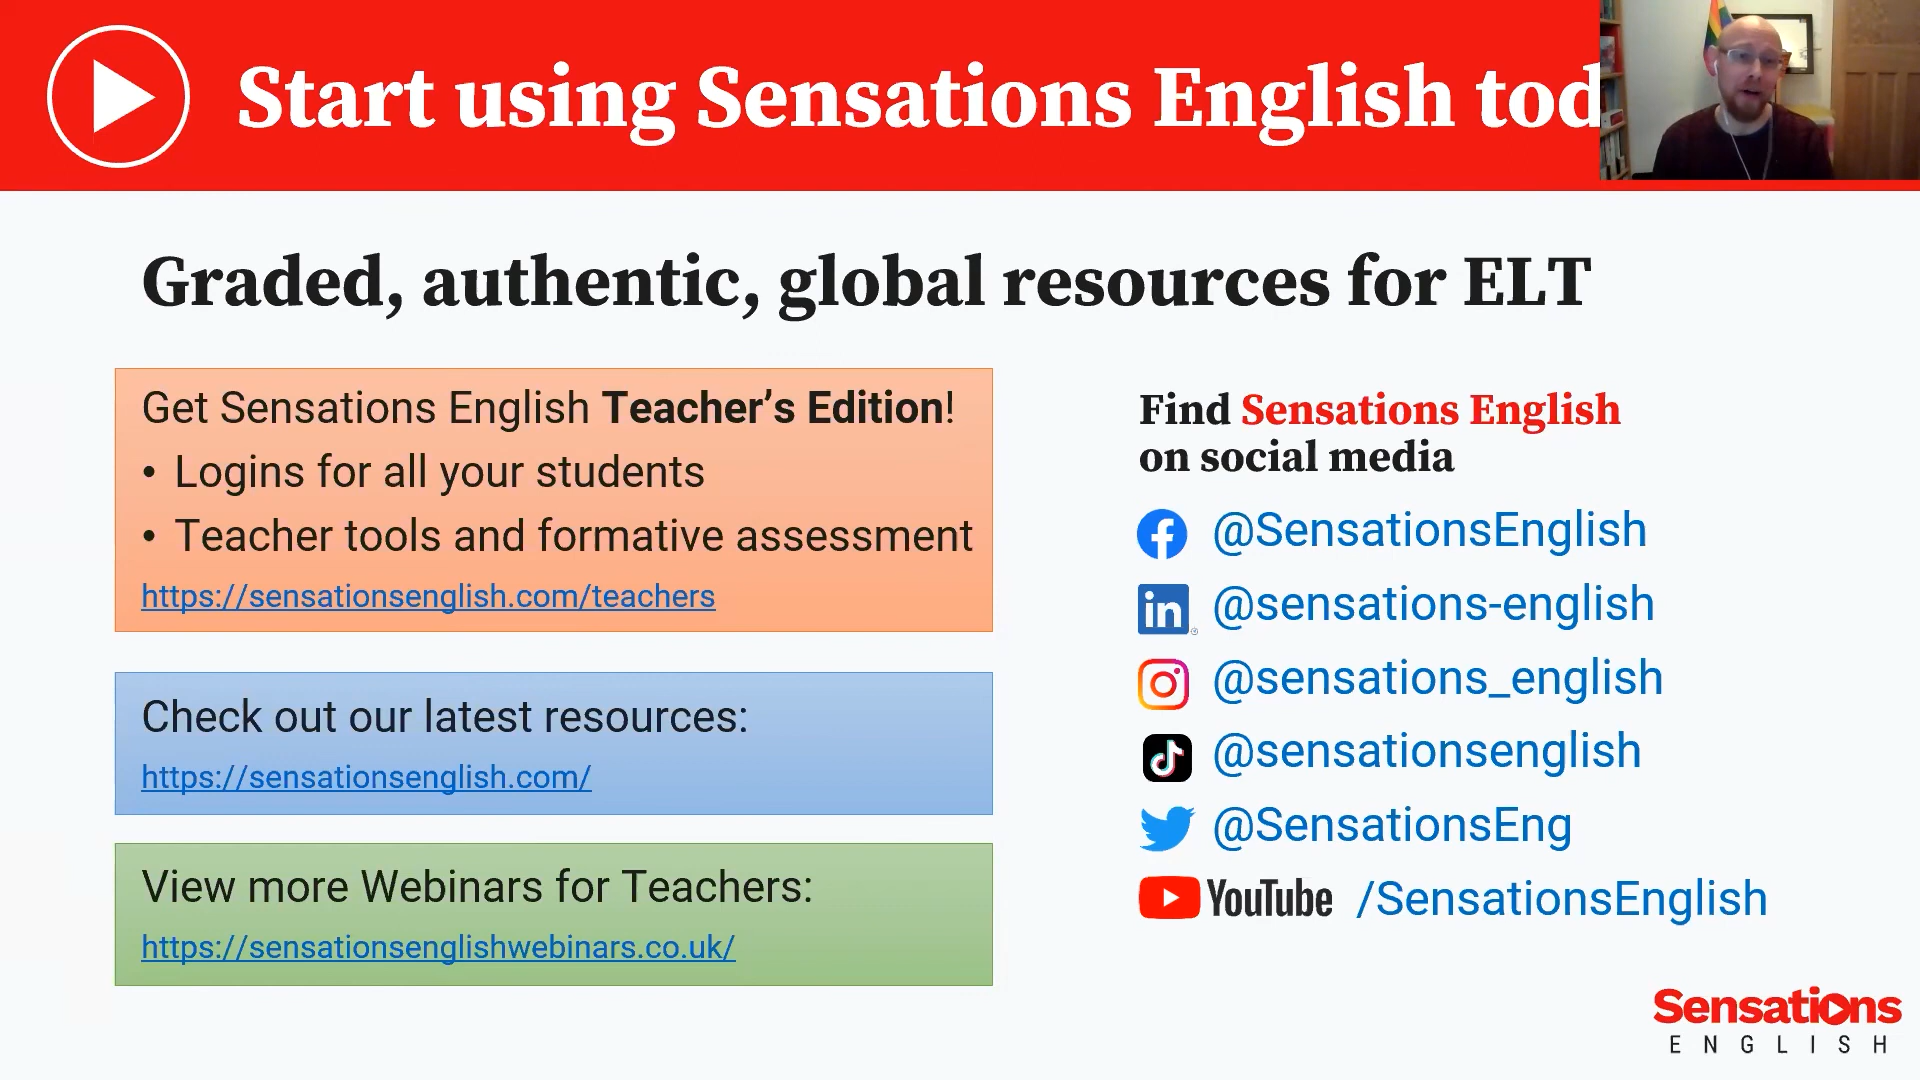 Start using Sensations English tod
Graded, authentic, global resources for ELT
Get Sensations English Teacher’s Edition!
• Logins for all your students
• Teacher tools and formative assessment
https://sensationsenglish.com/teachers
Check out our latest resources:
https://sensationsenglish.com/
View more Webinars for Teachers:
https://sensationsenglishwebinars.co.uk/
Find Sensations English
on social media
@SensationsEnglish
in @sensations-english
@sensations_english
@sensationsenglish
@SensationsEng
YouTube /SensationsEnglish
Sensations
ENGLISH